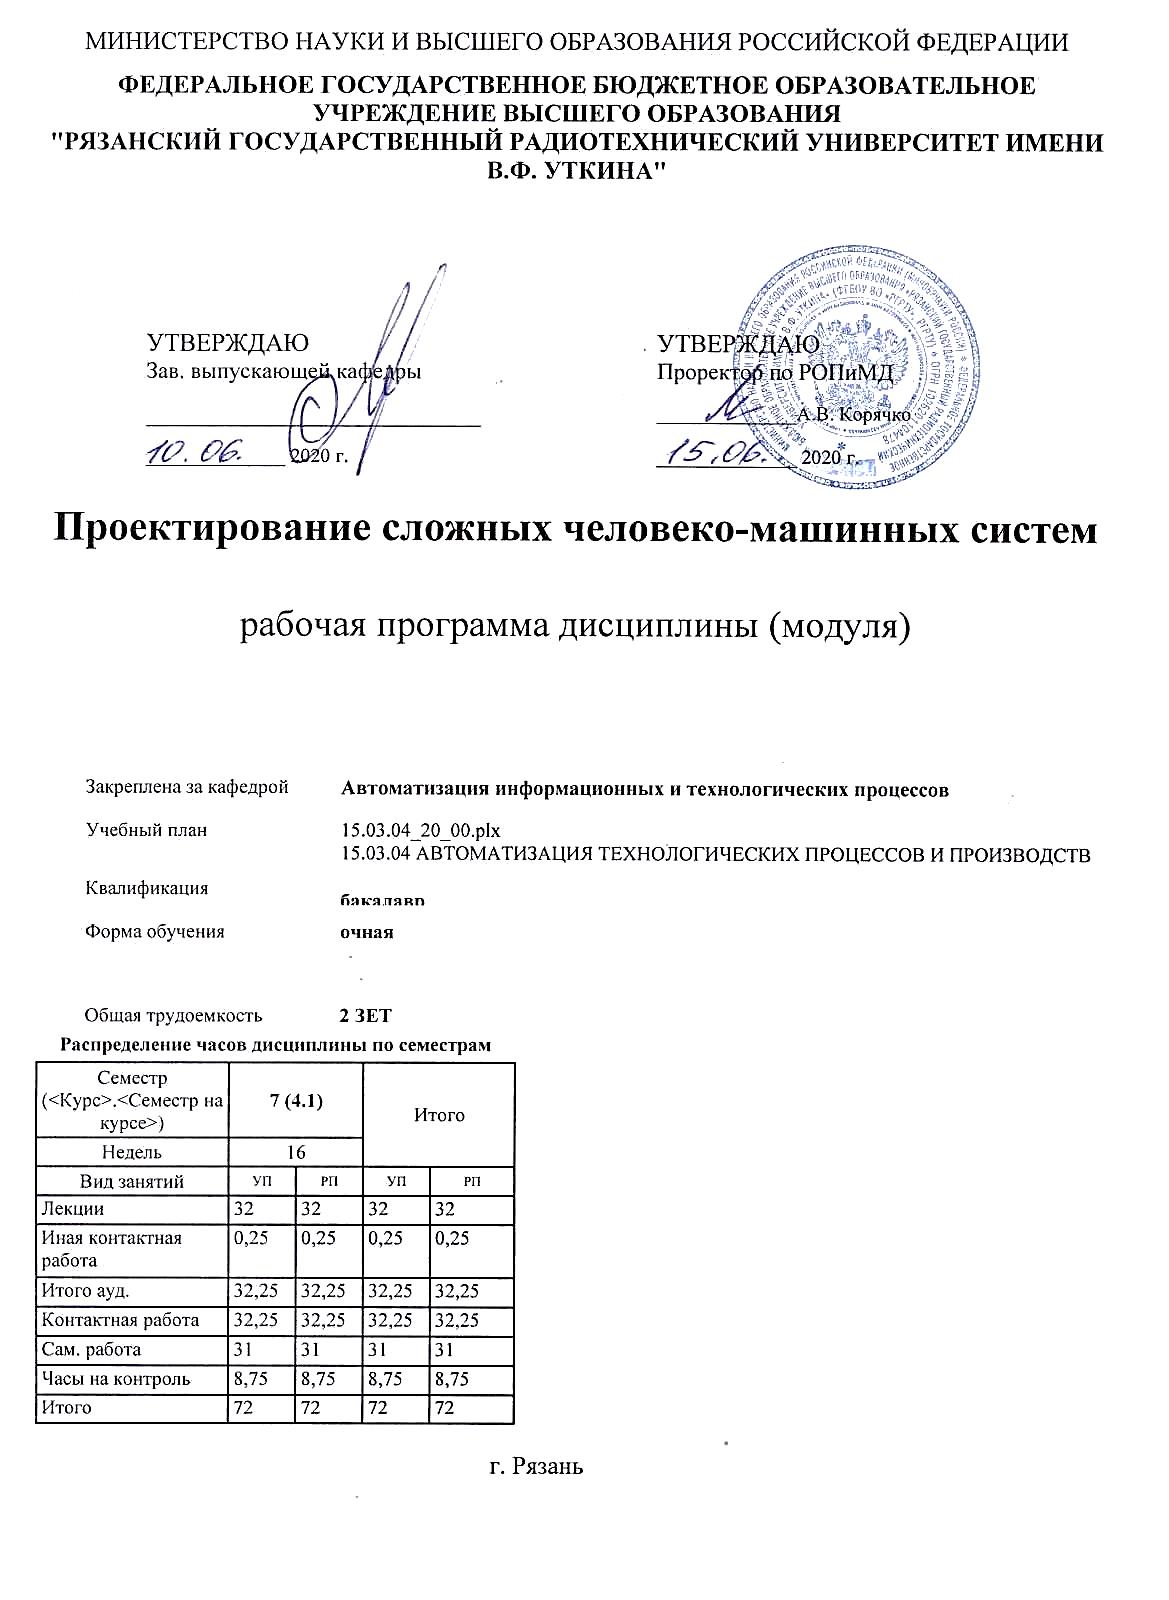 МИНИСТЕРСТВО НАУКИ И ВЫСШЕГО ОБРАЗОВАНИЯ РОССИЙСКОЙ ФЕДЕРАЦИИ
ФЕДЕРАЛЬНОЕ ГОСУДАРСТВЕННОЕ БЮДЖЕТНОЕ ОБРАЗОВАТЕЛЬНОЕ
УЧРЕЖДЕНИЕ ВЫСШЕГО ОБРАЗОВАНИЯ
"РЯЗАНСКИЙ ГОСУДАРСТВЕННЫЙ РАДИОТЕХНИЧЕСКИЙ УНИВЕРСИТЕТ ИМЕНИ
В.Ф. УТКИНА"
УТВЕРЖДАЮ
Зав. выпускающей кафедры
10.06. 2020 г.
УТВЕРЖДАЮ
Проректор по РОПиМД
А.В. Корячко
15.06. 2020 г.
Проектирование сложных человеко-машинных систем
рабочая программа дисциплины (модуля)
Закреплена за кафедрой Автоматизация информационных и технологических процессов
Учебный план 15.03.04_20_00.plx
15.03.04 АВТОМАТИЗАЦИЯ ТЕХНОЛОГИЧЕСКИХ ПРОЦЕССОВ И ПРОИЗВОДСТВ
Квалификация бакалавр
Форма обучения очная
Общая трудоемкость 2 ЗЕТ
Распределение часов дисциплины по семестрам
Семестр
(<Курс>.<Семестр на
курсе>) 7 (4.1) Итого
Недель 16
Вид занятий УП РП УП РП
Лекции 32 32 32 32
Иная контактная
работа 0,25 0,25 0,25 0,25
Итого ауд. 32,25 32,25 32,25 32,25
Контактная работа 32,25 32,25 32,25 32,25
Сам. работа 31 31 31 31
Часы на контроль 8,75 8,75 8,75 8,75
Итого 72 72 72 72
г. Рязань